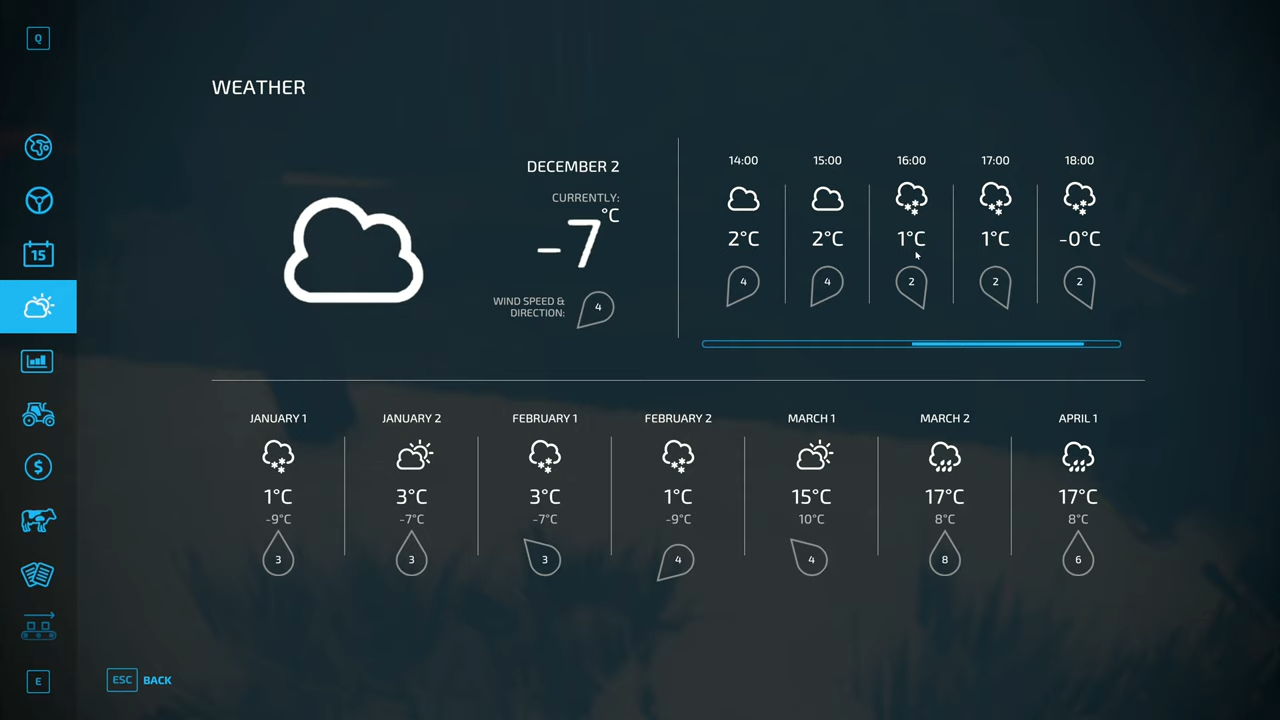 Q
WEATHER
DECEMBER 2
CURRENTLY:
-7 °C
WIND SPEED &
DIRECTION:
4
14:00 15:00 16:00 17:00 18:00
2°C 2°C 1°C 1°C -0°C
4 4 2 2 2
15
JANUARY 1 JANUARY 2 FEBRUARY 1 FEBRUARY 2 MARCH 1 MARCH 2 APRIL 1
1°C 3°C 3°C 1°C 15°C 17°C 17°C
-9°C -7°C -7°C -9°C 10°C 8°C 8°C
3 3 3 4 4 8 6
$
E
ESC BACK